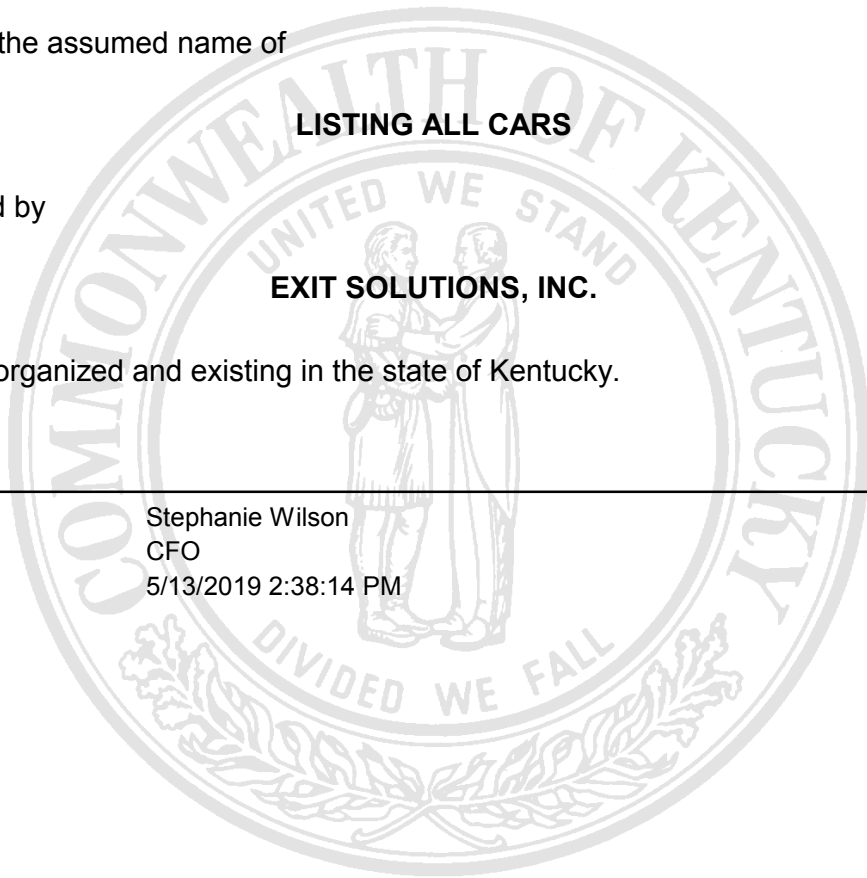 the assumed name of
LISTING ALL CARS
d by
EXIT SOLUTIONS, INC.
organized and existing in the state of Kentucky.
Stephanie Wilson
CFO
5/13/2019 2:38:14 PM
COMMONWEALTH OF KENTUCKY
UNITED WE STAND
DIVIDED WE FALL